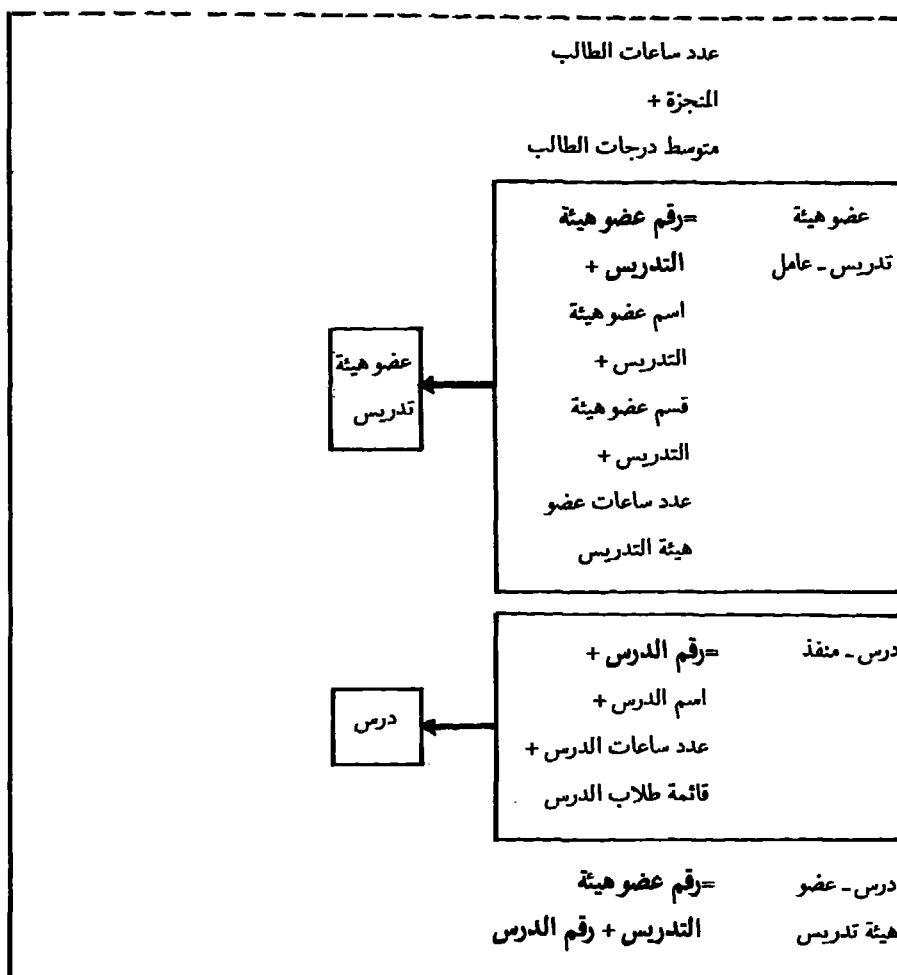 عدد ساعات الطالب
المنجزة +
متوسط درجات الطالب
عضو هيئة =رقم عضو هيئة
تدريس - عامل التدريس +
اسم عضو هيئة
التدريس +
قسم عضو هيئة
التدريس +
عدد ساعات عضو
هيئة التدريس
عضو هيئة
تدريس
درس - منفذ =رقم الدرس +
اسم الدرس +
عدد ساعات الدرس +
قائمة طلاب الدرس
درس
درس - عضو =رقم عضو هيئة
هيئة تدريس التدريس + رقم الدرس